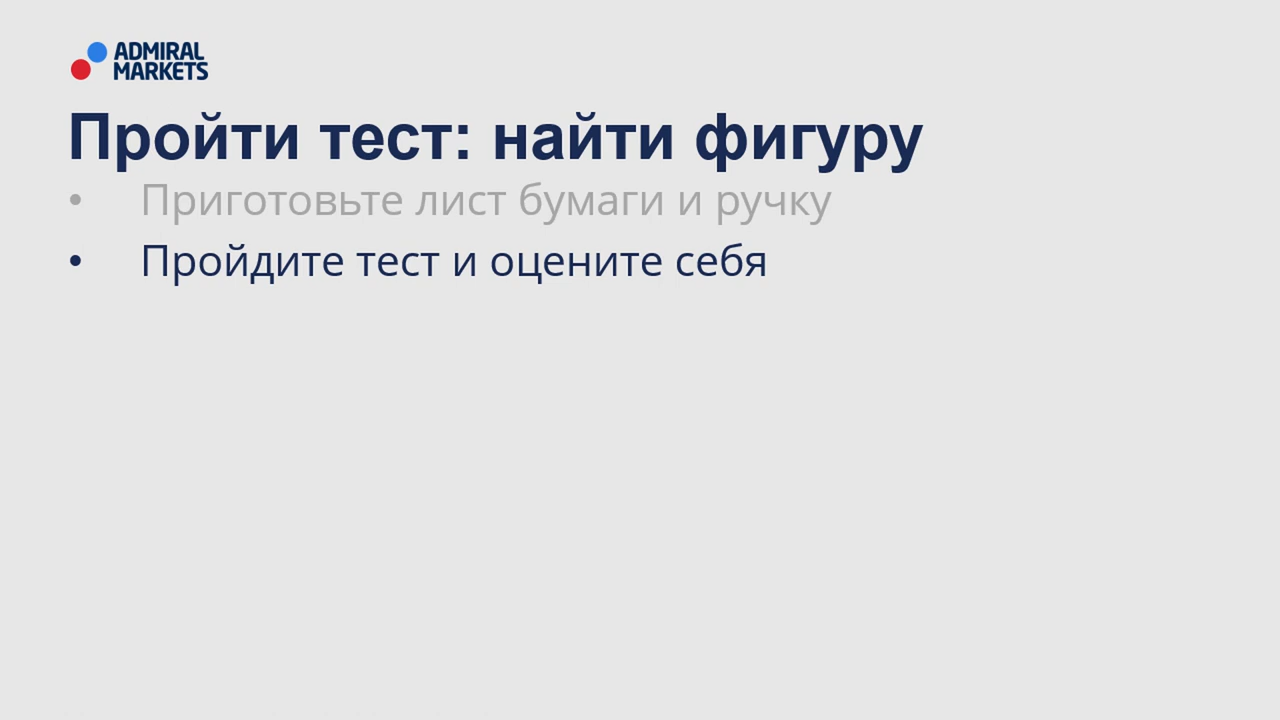 ADMIRAL
MARKETS
Пройти тест: найти фигуру
• Приготовьте лист бумаги и ручку
• Пройдите тест и оцените себя